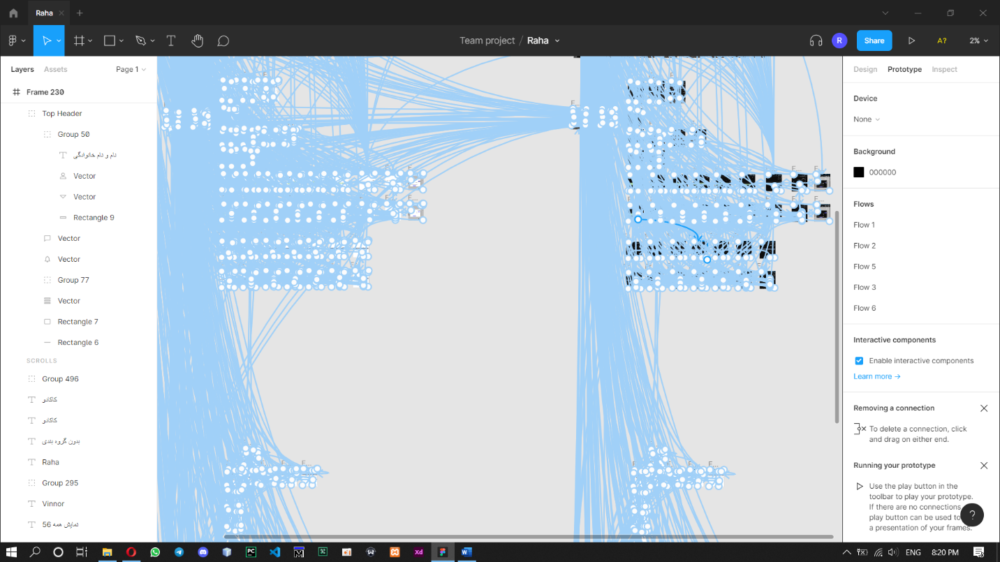 Raha
Team project / Raha
R
Share
A?
2%
Layers
Assets
Page 1
Frame 230
Top Header
Group 50
نام و نام خانوادگی
Vector
Vector
Rectangle 9
Vector
Vector
Group 77
Vector
Rectangle 7
Rectangle 6
SCROLLS
Group 496
کاکادو
کاکادو
بدون گروه بندی
Raha
Group 295
Vinnor
نمایش همه 56
F...
F...
F...
F...
F...
F...
Design
Prototype
Inspect
Device
None
Background
000000
Flows
Flow 1
Flow 2
Flow 5
Flow 3
Flow 6
Interactive components
Enable interactive components
Learn more →
Removing a connection
To delete a connection, click
and drag on either end.
Running your prototype
Use the play button in the
toolbar to play your prototype.
If there are no connections,
play button can be used to
a presentation of your frames.
?
PC
Xd
W
ENG
8:20 PM